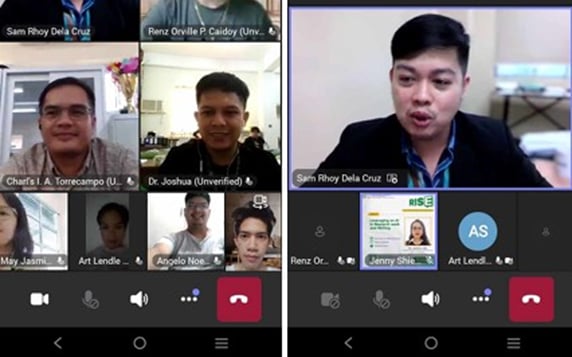 Sam Rhoy Dela Cruz
Renz Orville P. Caidoy (Unv...
Charl's I. A. Torrecampo (U...
Dr. Joshua (Unverified)
May Jasmi...
Art Lendle ...
Angelo Noe...
Sam Rhoy Dela Cruz
Renz Or...
RISE
Jenny Shie
AS
Art Lendl...